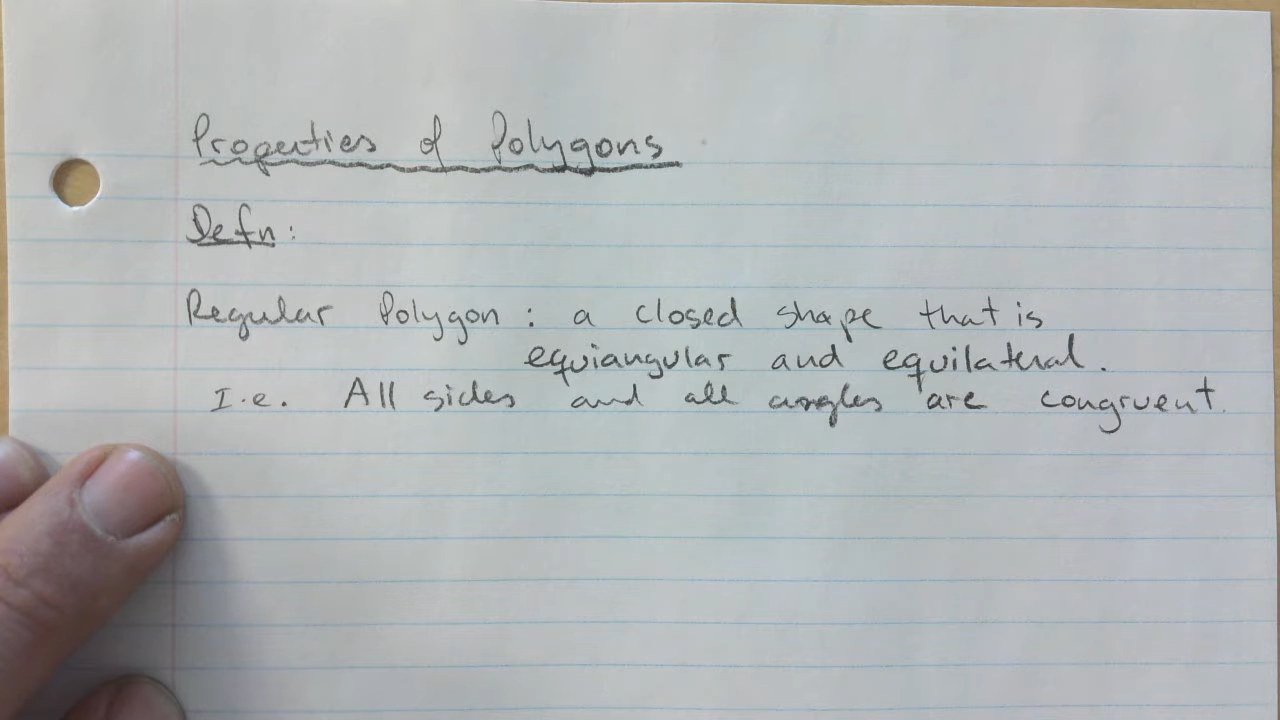 Properties of Polygons
Defn:
Regular Polygon: a closed shape that is
equiangular and equilateral.
I.e. All sides and all angles are congruent.